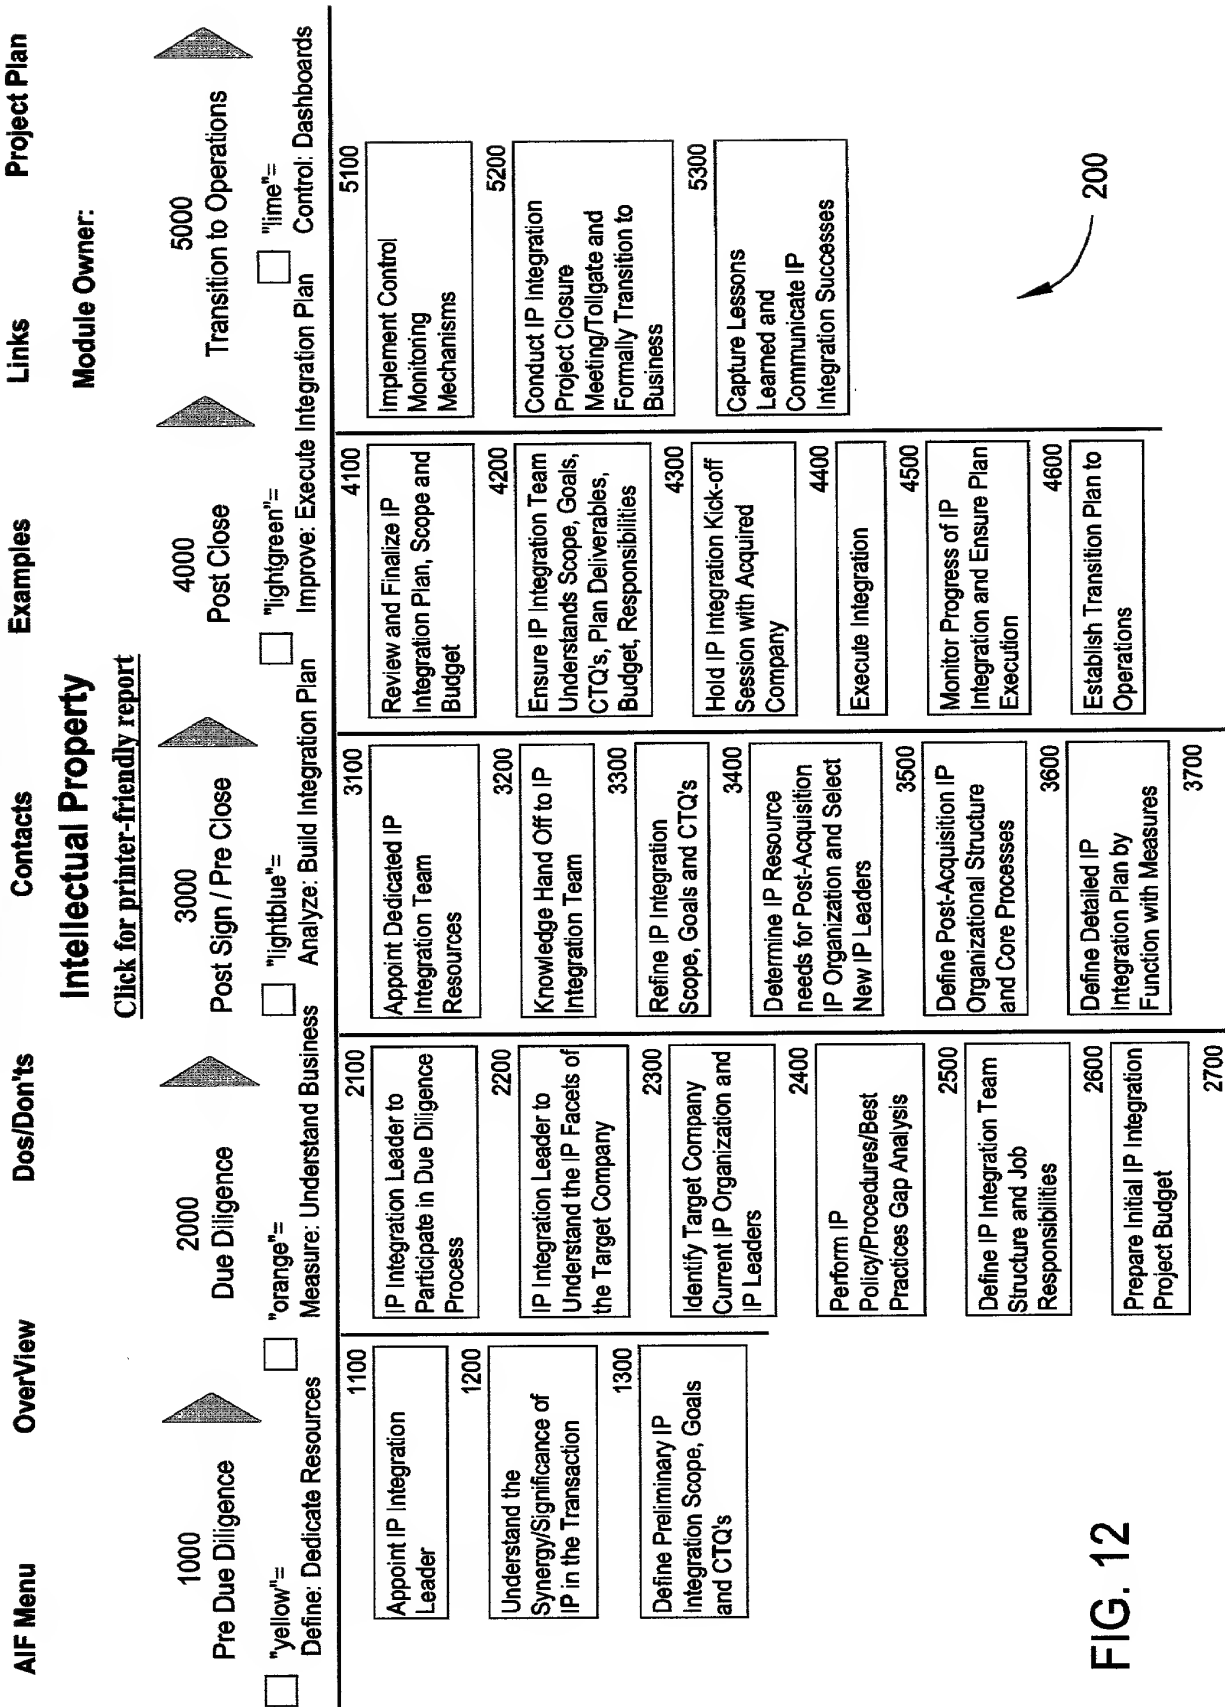 AIF Menu OverView Dos/Don'ts Contacts Examples Links Project Plan
Intellectual Property
Module Owner:
Click for printer-friendly report
1000
Pre Due Diligence
2000
Due Diligence
3000
Post Sign / Pre Close
4000
Post Close
5000
Transition to Operations
"yellow"=
Define: Dedicate Resources
"orange"=
Measure: Understand Business
"lightblue"=
Analyze: Build Integration Plan
"lightgreen"=
Improve: Execute Integration Plan
"lime"=
Control: Dashboards
1100
Appoint IP Integration
Leader
1200
Understand the
Synergy/Significance of
IP in the Transaction
1300
Define Preliminary IP
Integration Scope, Goals
and CTQ's
2100
IP Integration Leader to
Participate in Due Diligence
Process
2200
IP Integration Leader to
Understand the IP Facets of
the Target Company
2300
Identify Target Company
Current IP Organization and
IP Leaders
2400
Perform IP
Policy/Procedures/Best
Practices Gap Analysis
2500
Define IP Integration Team
Structure and Job
Responsibilities
2600
Prepare Initial IP Integration
Project Budget
2700
3100
Appoint Dedicated IP
Integration Team
Resources
3200
Knowledge Hand Off to IP
Integration Team
3300
Refine IP Integration
Scope, Goals and CTQ's
3400
Determine IP Resource
needs for Post-Acquisition
IP Organization and Select
New IP Leaders
3500
Define Post-Acquisition IP
Organizational Structure
and Core Processes
3600
Define Detailed IP
Integration Plan by
Function with Measures
3700
4100
Review and Finalize IP
Integration Plan, Scope and
Budget
4200
Ensure IP Integration Team
Understands Scope, Goals,
CTQ's, Plan Deliverables,
Budget, Responsibilities
4300
Hold IP Integration Kick-off
Session with Acquired
Company
4400
Execute Integration
4500
Monitor Progress of IP
Integration and Ensure Plan
Execution
4600
Establish Transition Plan to
Operations
5100
Implement Control
Monitoring
Mechanisms
5200
Conduct IP Integration
Project Closure
Meeting/Tollgate and
Formally Transition to
Business
5300
Capture Lessons
Learned and
Communicate IP
Integration Successes
200
FIG. 12